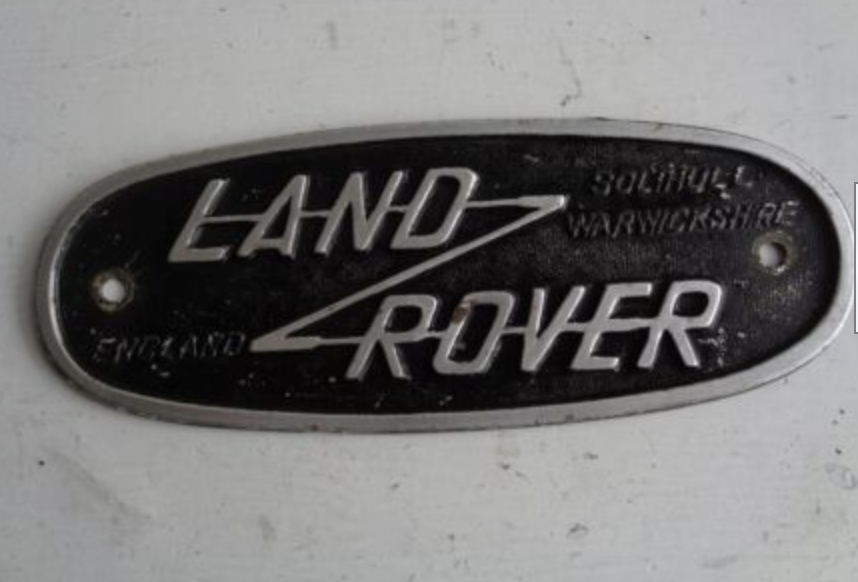 LAND
SOLIHULL
WARWICKSHIRE
ROVER
ENGLAND